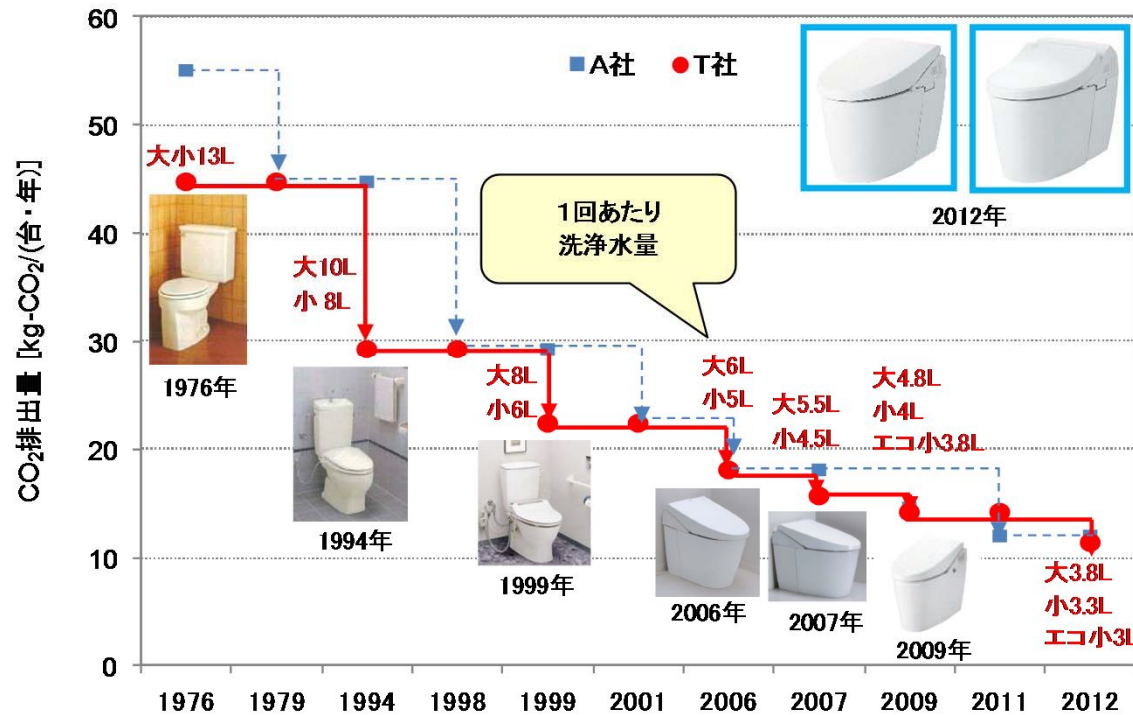 CO₂排出量 [kg-CO₂/(台・年)]
60
50
40
30
20
10
0
A社
T社
2012年
大小13L
1回あたり
洗浄水量
大10L
小 8L
1976年
大8L
小6L
大6L
小5L
大5.5L
小4.5L
大4.8L
小4L
エコ小3.8L
1994年
1999年
2006年
2007年
2009年
大3.8L
小3.3L
エコ小3L
1976 1979 1994 1998 1999 2001 2006 2007 2009 2011 2012